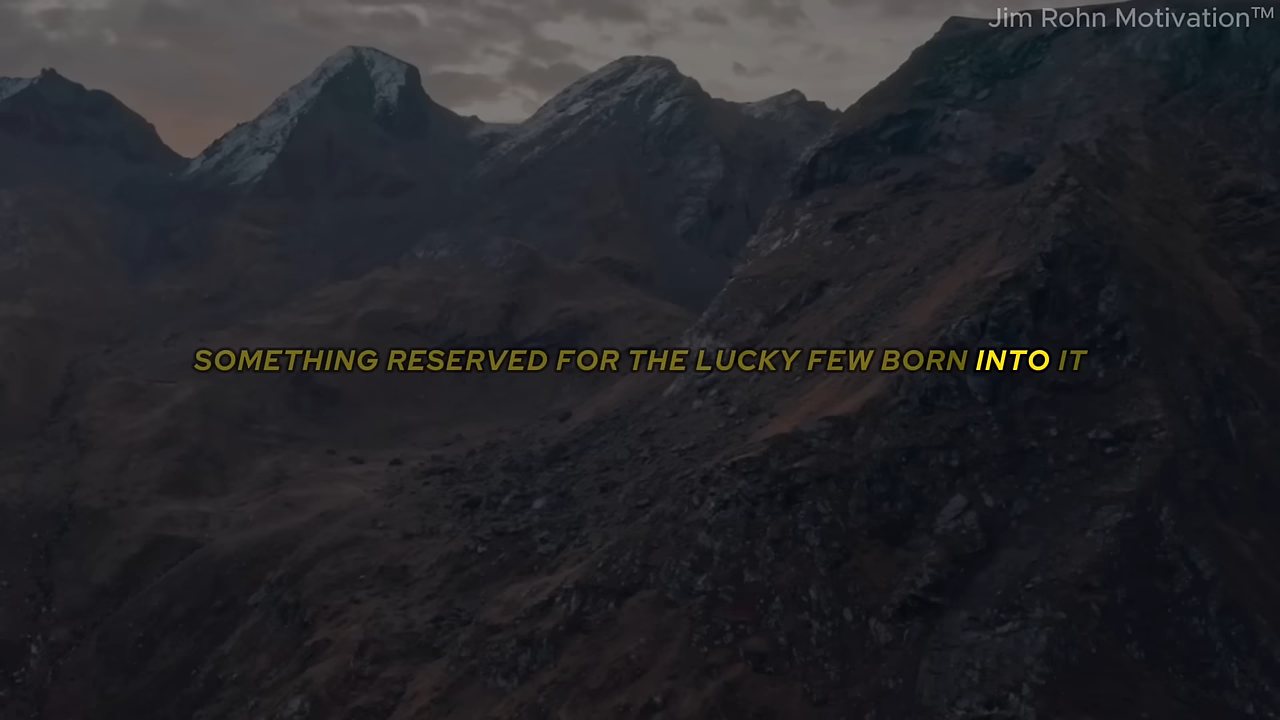 Jim Rohn Motivation™
SOMETHING RESERVED FOR THE LUCKY FEW BORN INTO IT